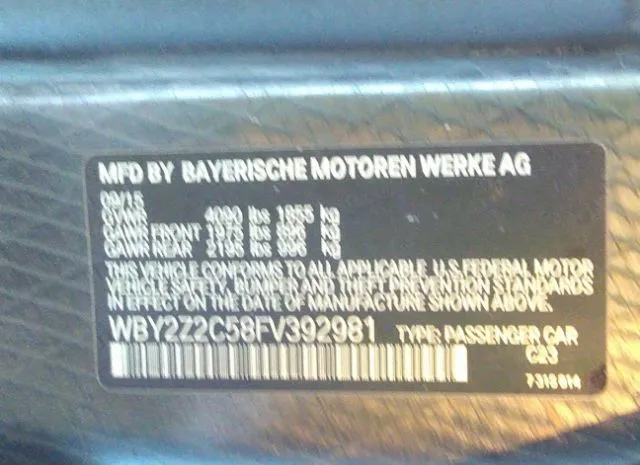 MFD BY BAYERISCHE MOTOREN WERKE AG
09/15
GVWR 4090 lbs 1855 kg
GAWR FRONT 1975 lbs 896 kg
GAWR REAR 2195 lbs 996 kg
THIS VEHICLE CONFORMS TO ALL APPLICABLE U.S.FEDERAL MOTOR
VEHICLE SAFETY, BUMPER, AND THEFT PREVENTION
STANDARDS IN EFFECT ON THE DATE OF MANUFACTURE SHOWN ABOVE.
WBY2Z2C58FV392981 TYPE: PASSENGER CAR
C23